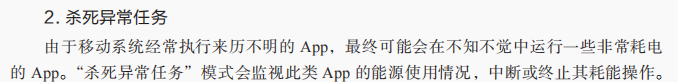 2. 杀死异常任务
由于移动系统经常执行来历不明的 App，最终可能会在不知不觉中运行一些非常耗电
的 App。“杀死异常任务”模式会监视此类 App 的能源使用情况，中断或终止其耗能操作。